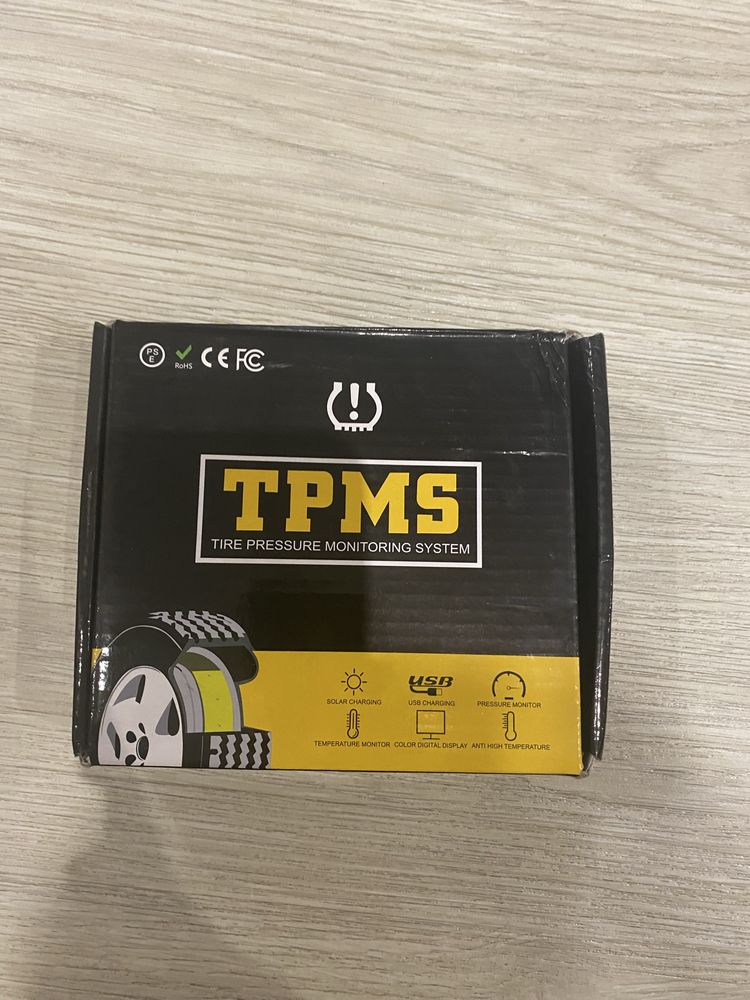 PS
E
RoHS
CE FC
TPMS
TIRE PRESSURE MONITORING SYSTEM
USB
SOLAR CHARGING USB CHARGING PRESSURE MONITOR
TEMPERATURE MONITOR COLOR DIGITAL DISPLAY ANTI HIGH TEMPERATURE